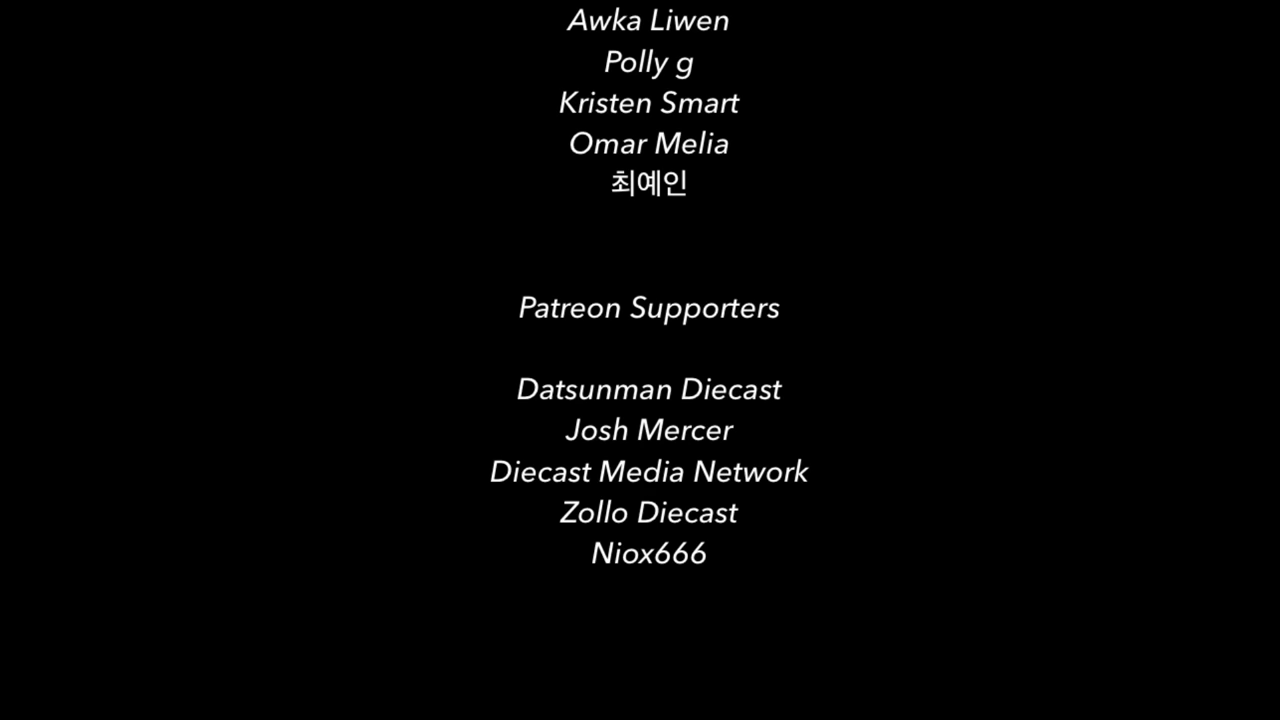 Awka Liwen
Polly g
Kristen Smart
Omar Melia
최예인
Patreon Supporters
Datsunman Diecast
Josh Mercer
Diecast Media Network
Zollo Diecast
Niox666